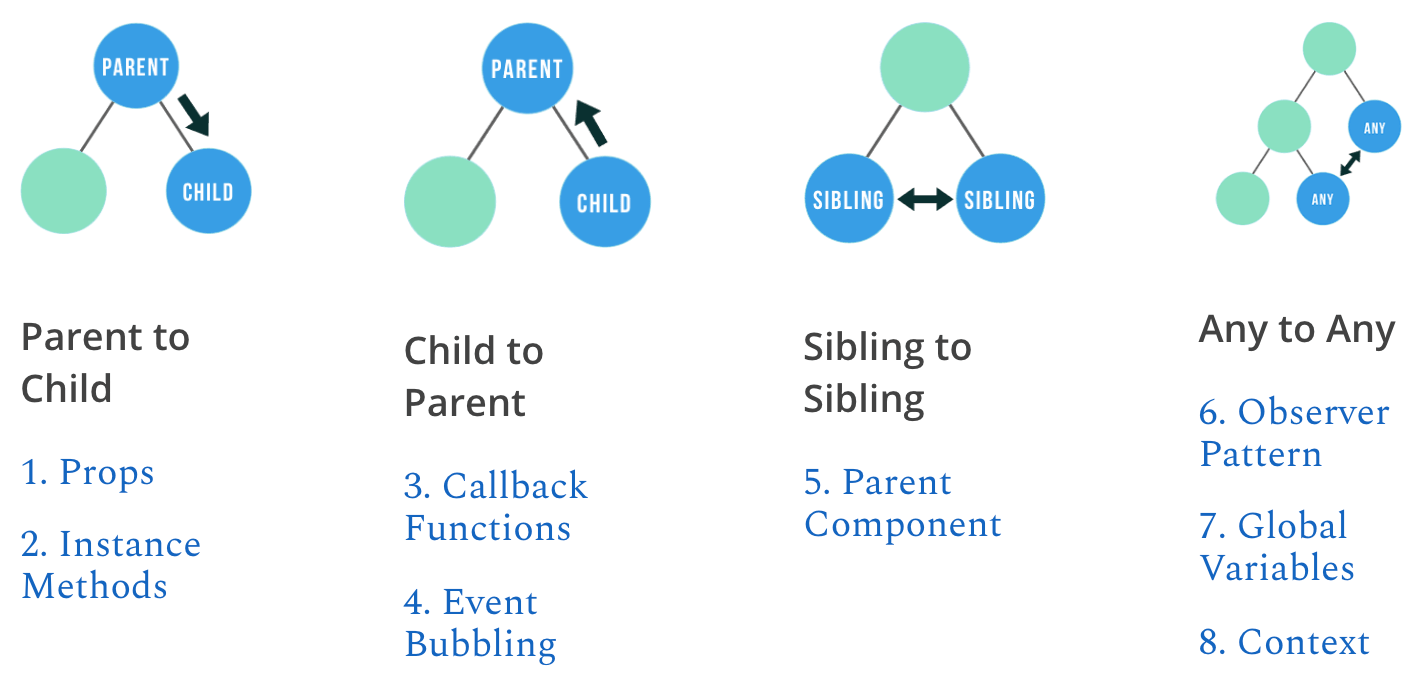 PARENT
CHILD
Parent to
Child
1. Props
2. Instance
Methods
PARENT
CHILD
Child to
Parent
3. Callback
Functions
4. Event
Bubbling
SIBLING
SIBLING
Sibling to
Sibling
5. Parent
Component
ANY
ANY
Any to Any
6. Observer
Pattern
7. Global
Variables
8. Context